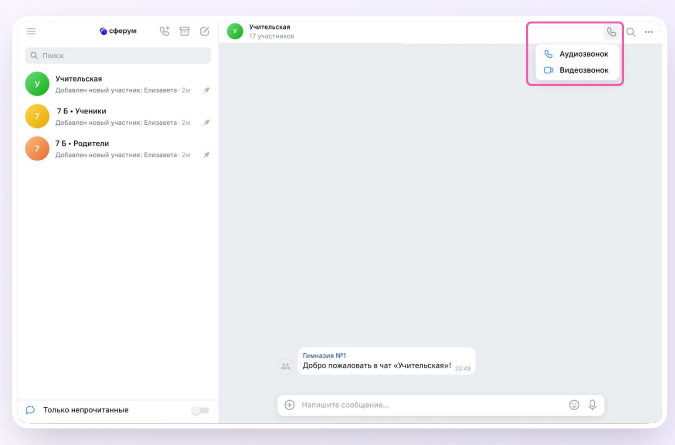 сферум
Поиск
У
Учительская
Добавлен новый участник: Елизавета · 2м
7
7 Б • Ученики
Добавлен новый участник: Елизавета · 2м
7
7 Б • Родители
Добавлен новый участник: Елизавета · 2м
Только непрочитанные
У
Учительская
17 участников
Аудиозвонок
Видеозвонок
Гимназия №1
Добро пожаловать в чат «Учительская»! 23:49
Напишите сообщение...